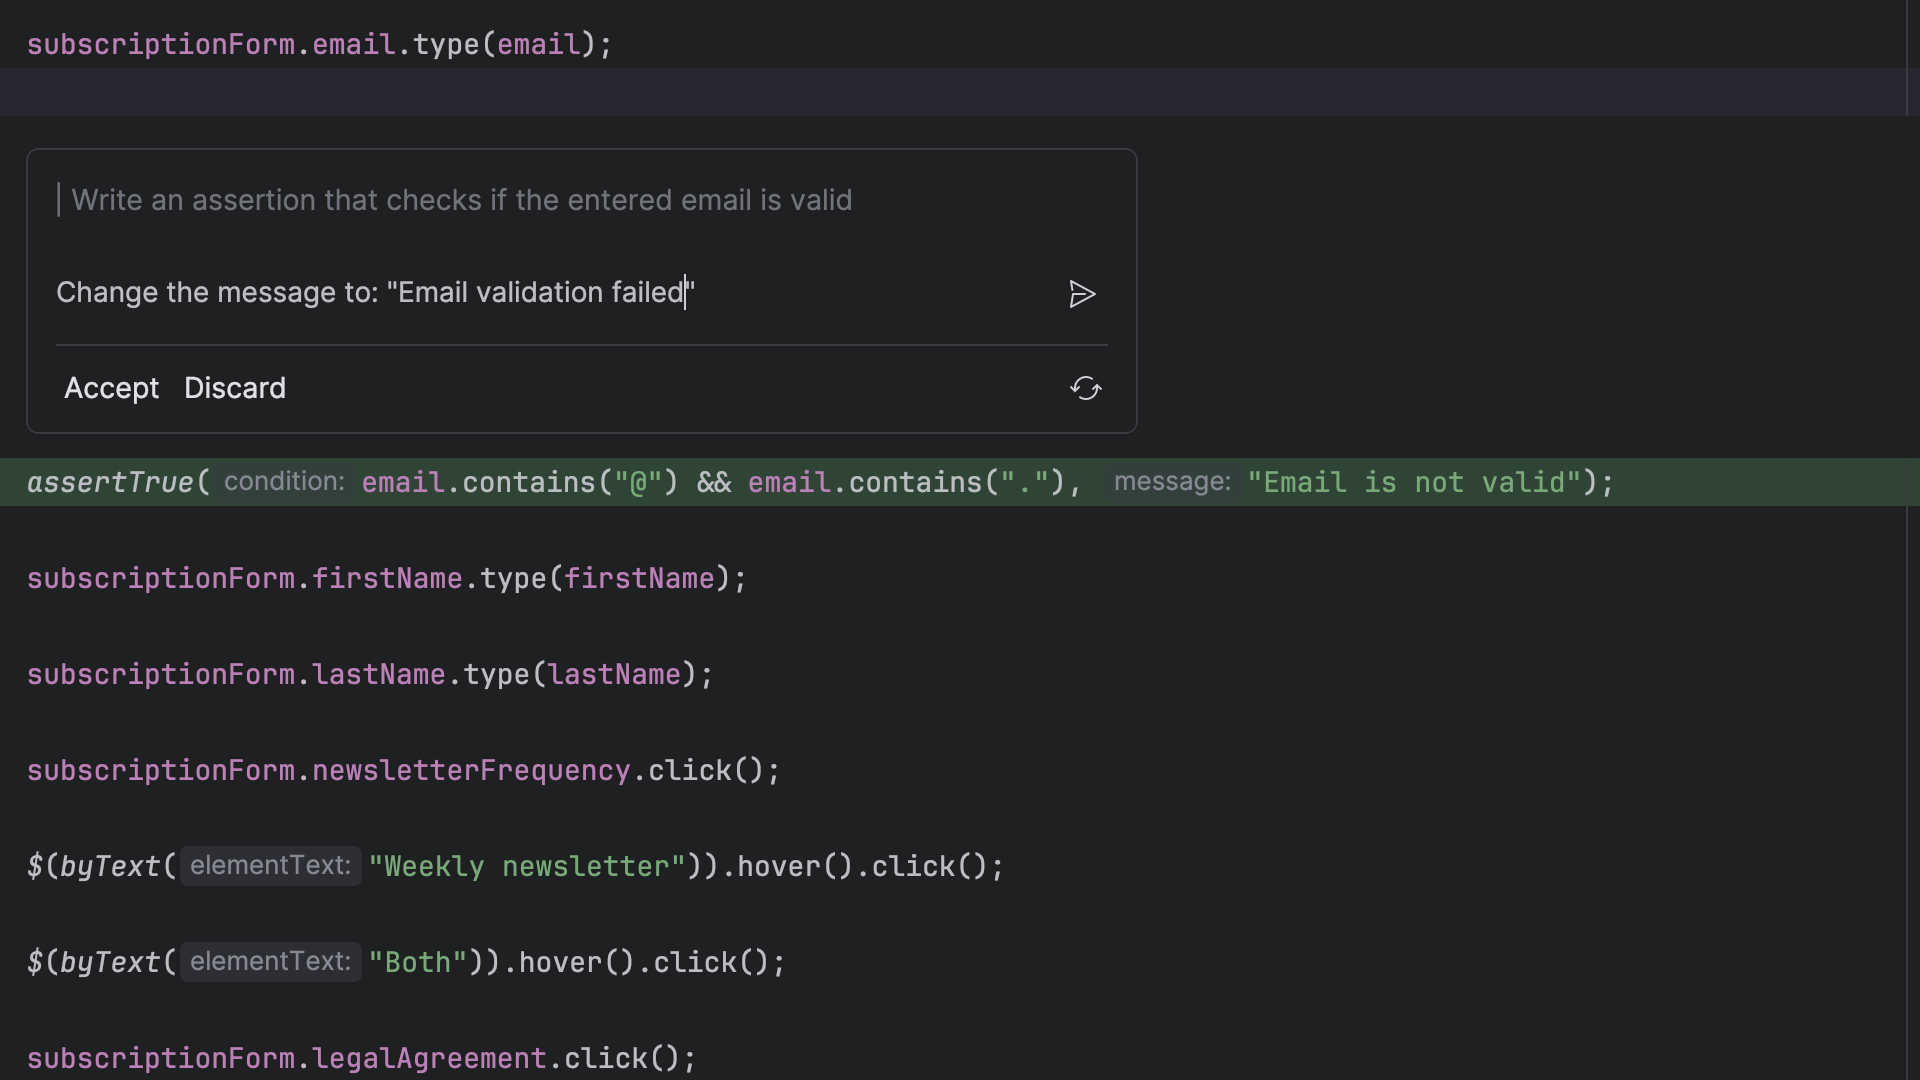 subscriptionForm.email.type(email);
Write an assertion that checks if the entered email is valid
Change the message to: "Email validation failed"
Accept Discard
assertTrue( condition: email.contains("@") && email.contains("."), message: "Email is not valid");
subscriptionForm.firstName.type(firstName);
subscriptionForm.lastName.type(lastName);
subscriptionForm.newsletterFrequency.click();
$(byText( elementText: "Weekly newsletter")).hover().click();
$(byText( elementText: "Both")).hover().click();
subscriptionForm.legalAgreement.click();